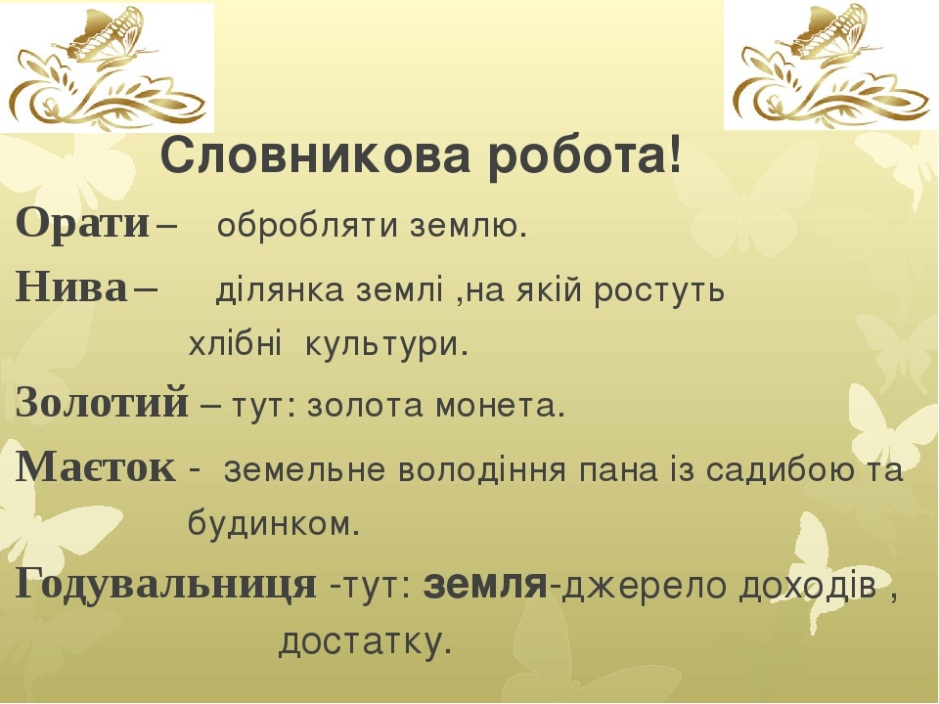 Словникова робота!
Орати – обробляти землю.
Нива – ділянка землі ,на якій ростуть
хлібні культури.
Золотий – тут: золота монета.
Маєток - земельне володіння пана із садибою та
будинком.
Годувальниця -тут: земля-джерело доходів ,
достатку.